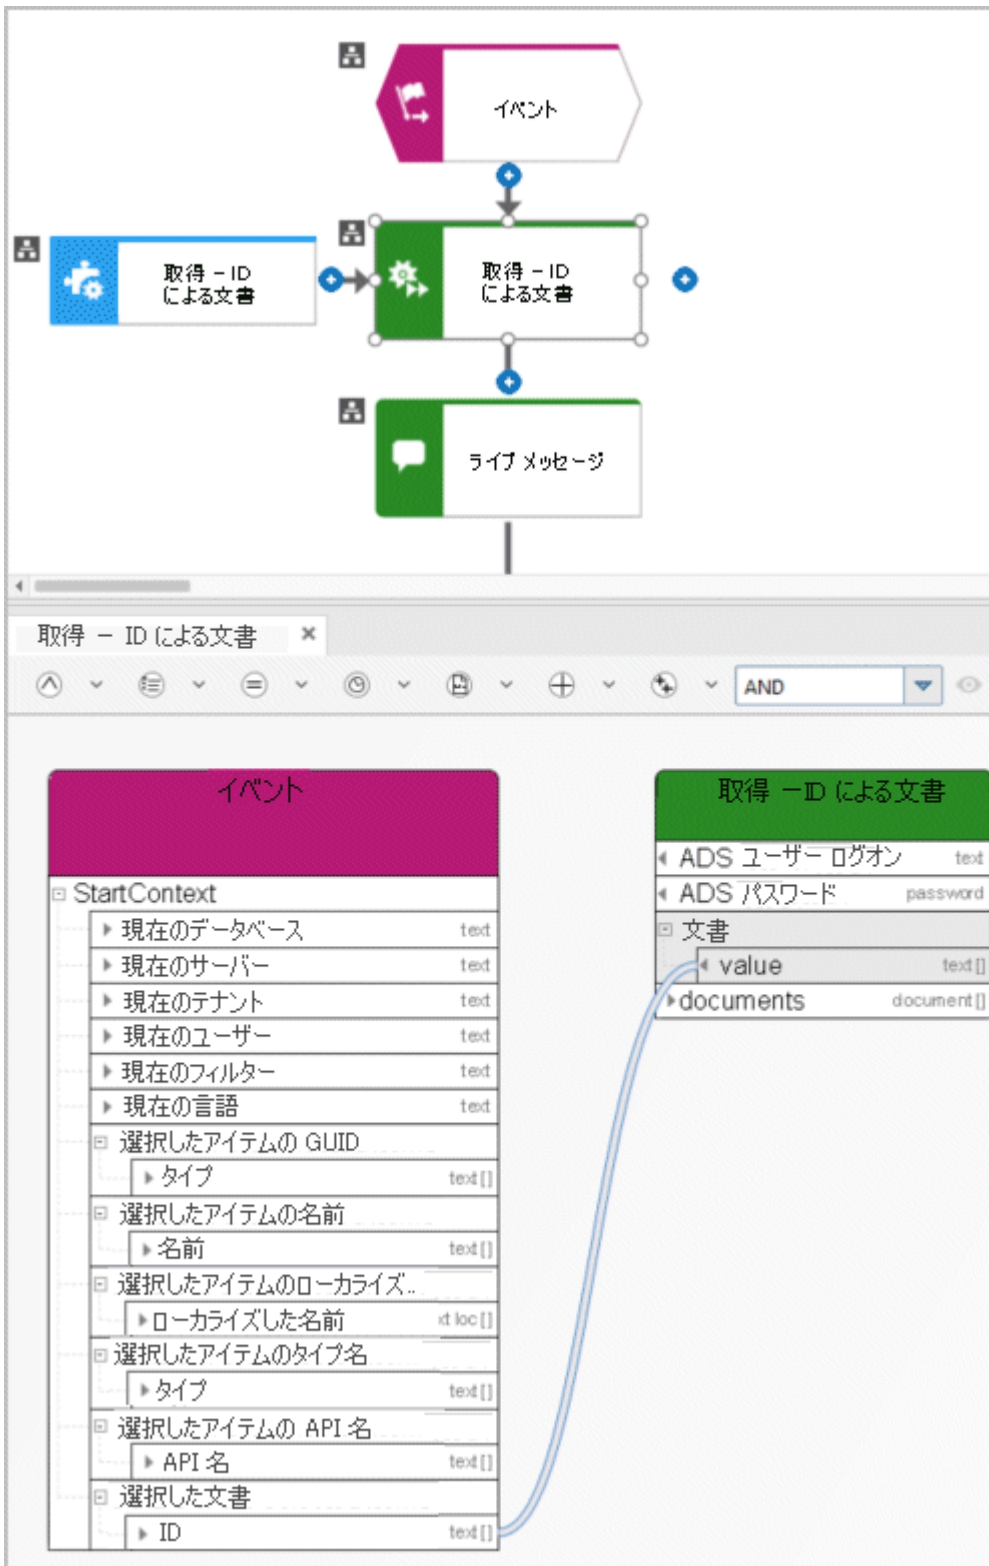 イベント
取得 － ID
による文書
取得 － ID
による文書
ライブ メッセージ
取得 － ID による文書 ×
AND
イベント
StartContext
現在のデータベース text
現在のサーバー text
現在のテナント text
現在のユーザー text
現在のフィルター text
現在の言語 text
選択したアイテムの GUID
タイプ text[]
選択したアイテムの名前
名前 text[]
選択したアイテムのローカライズ..
ローカライズした名前 xt loc[]
選択したアイテムのタイプ名
タイプ text[]
選択したアイテムの API 名
API 名 text[]
選択した文書
ID text[]
取得 －ID による文書
ADS ユーザー ログオン text
ADS パスワード password
文書
value text[]
documents document[]